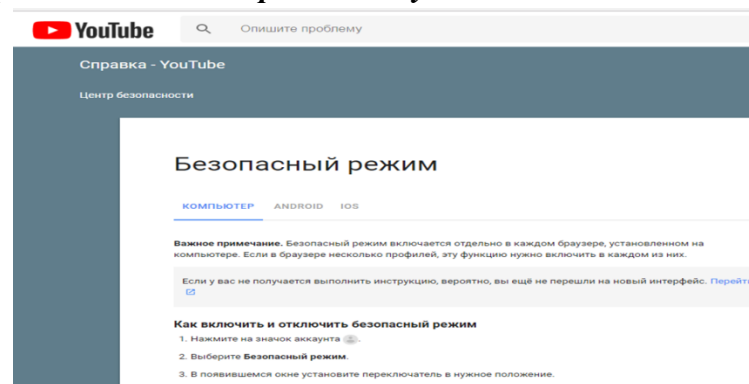 YouTube
Опишите проблему
Справка - YouTube
Центр безопасности
Безопасный режим
КОМПЬЮТЕР ANDROID IOS
Важное примечание. Безопасный режим включается отдельно в каждом браузере, установленном на
компьютере. Если в браузере несколько профилей, эту функцию нужно включить в каждом из них.
Если у вас не получается выполнить инструкцию, вероятно, вы ещё не перешли на новый интерфейс. Перейти
Как включить и отключить безопасный режим
1. Нажмите на значок аккаунта .
2. Выберите Безопасный режим.
3. В появившемся окне установите переключатель в нужное положение.